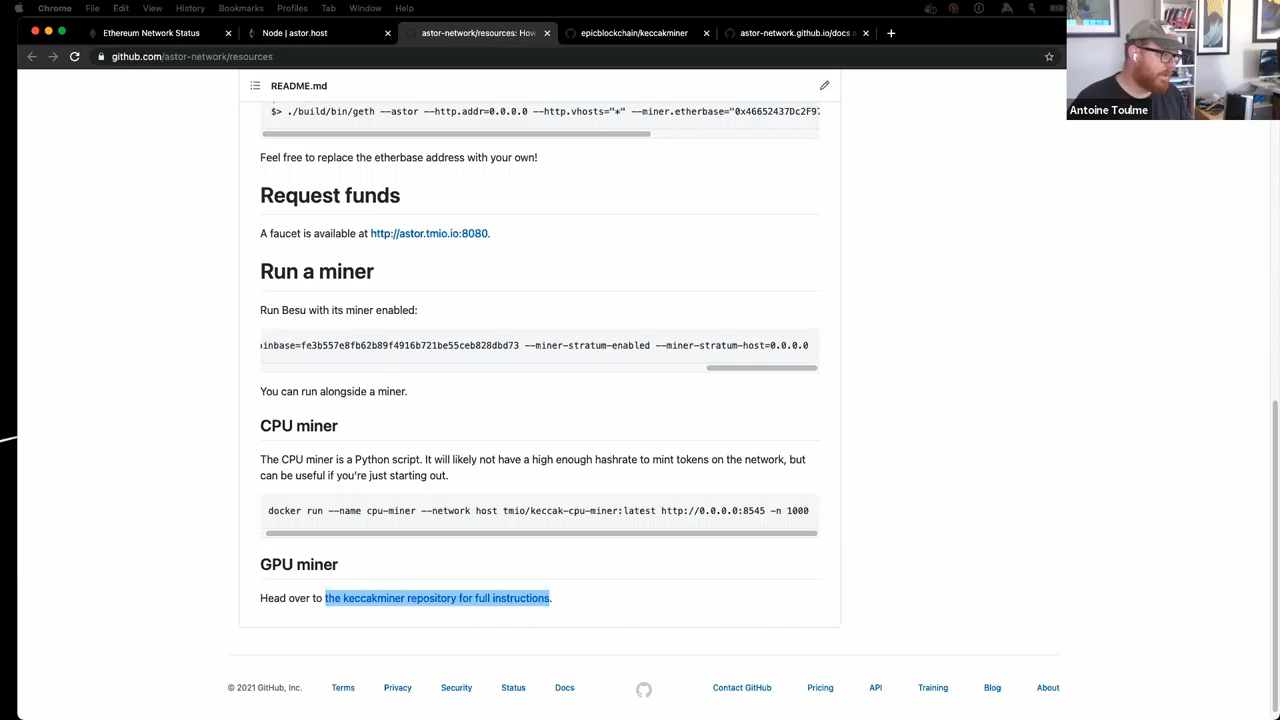 Chrome File Edit View History Bookmarks Profiles Tab Window Help
Ethereum Network Status
Node | astor.host
astor-network/resources: How
epicblockchain/keccakminer
astor-network.github.io/docs a
github.com/astor-network/resources
Antoine Toulme
README.md
$> ./build/bin/geth --astor --http.addr=0.0.0.0 --http.vhosts="*" --miner.etherbase="0x46652437Dc2F97
Feel free to replace the etherbase address with your own!
Request funds
A faucet is available at http://astor.tmio.io:8080.
Run a miner
Run Besu with its miner enabled:
oinbase=fe3b557e8fb62b89f4916b721be55ceb828dbd73 --miner-stratum-enabled --miner-stratum-host=0.0.0.0
You can run alongside a miner.
CPU miner
The CPU miner is a Python script. It will likely not have a high enough hashrate to mint tokens on the network, but
can be useful if you're just starting out.
docker run --name cpu-miner --network host tmio/keccak-cpu-miner:latest http://0.0.0.0:8545 -n 1000
GPU miner
Head over to the keccakminer repository for full instructions.
© 2021 GitHub, Inc. Terms Privacy Security Status Docs Contact GitHub Pricing API Training Blog About